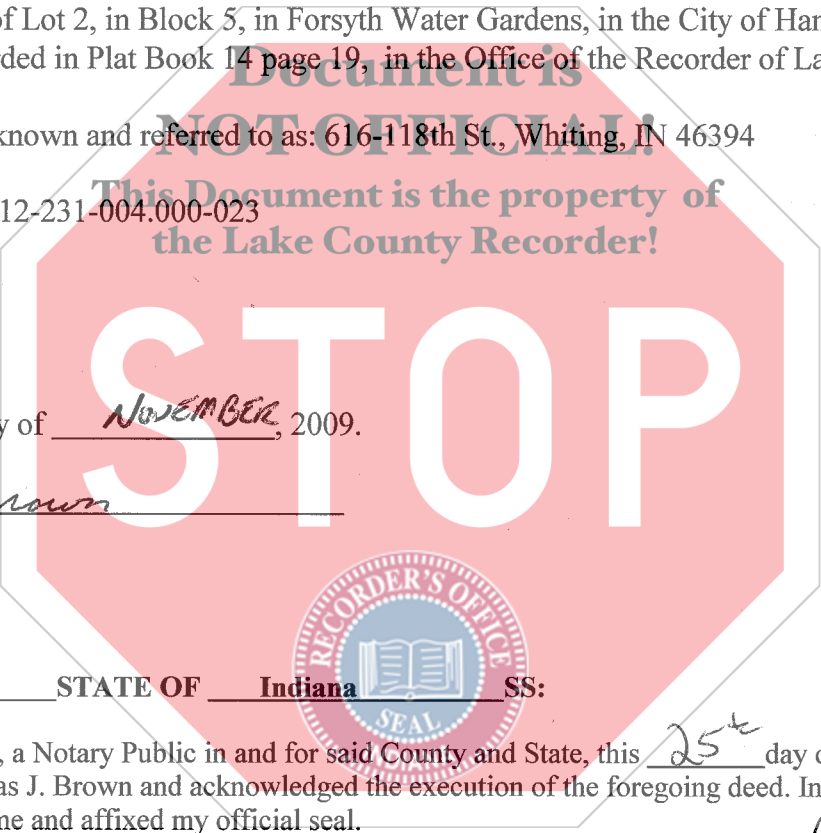 of Lot 2, in Block 5, in Forsyth Water Gardens, in the City of Ham
rded in Plat Book 14 page 19, in the Office of the Recorder of La
Document is
known and referred to as: 616-118th St., Whiting, IN 46394
NOT OFFICIAL!
This Document is the property of
12-231-004.000-023
the Lake County Recorder!
STOP
y of NOVEMBER, 2009.
rown
RECORDER'S OFFICE
SEAL
STATE OF Indiana SS:
, a Notary Public in and for said County and State, this 25th day o
as J. Brown and acknowledged the execution of the foregoing deed. In
me and affixed my official seal.